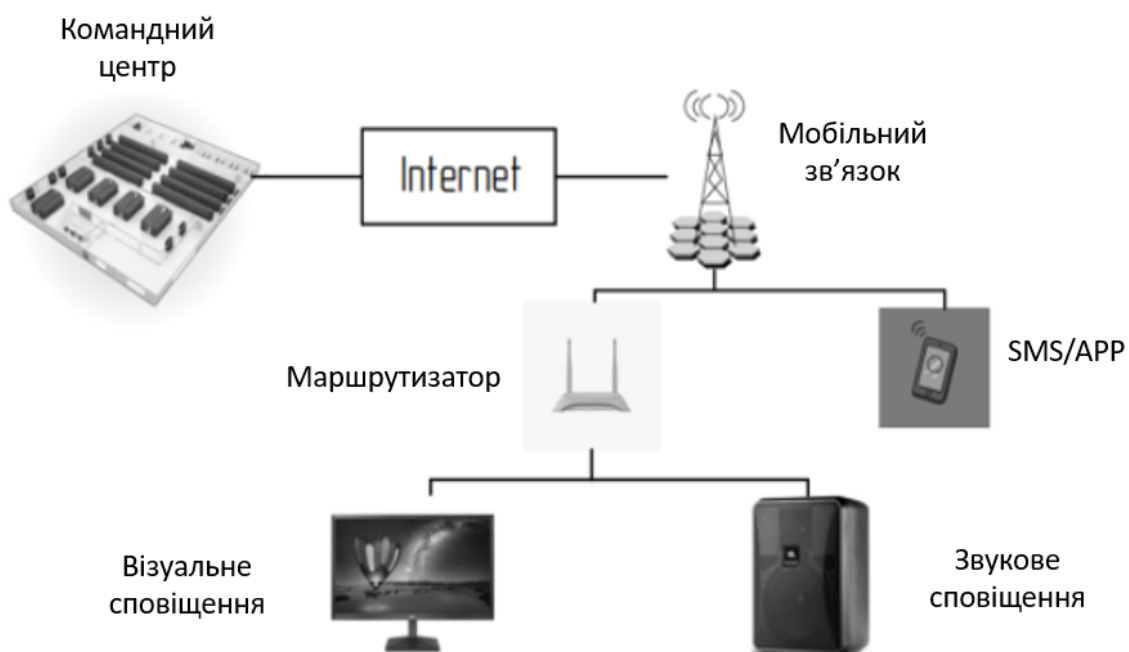 Командний
центр
Internet
Мобільний
зв’язок
Маршрутизатор
SMS/APP
Візуальне
сповіщення
Звукове
сповіщення